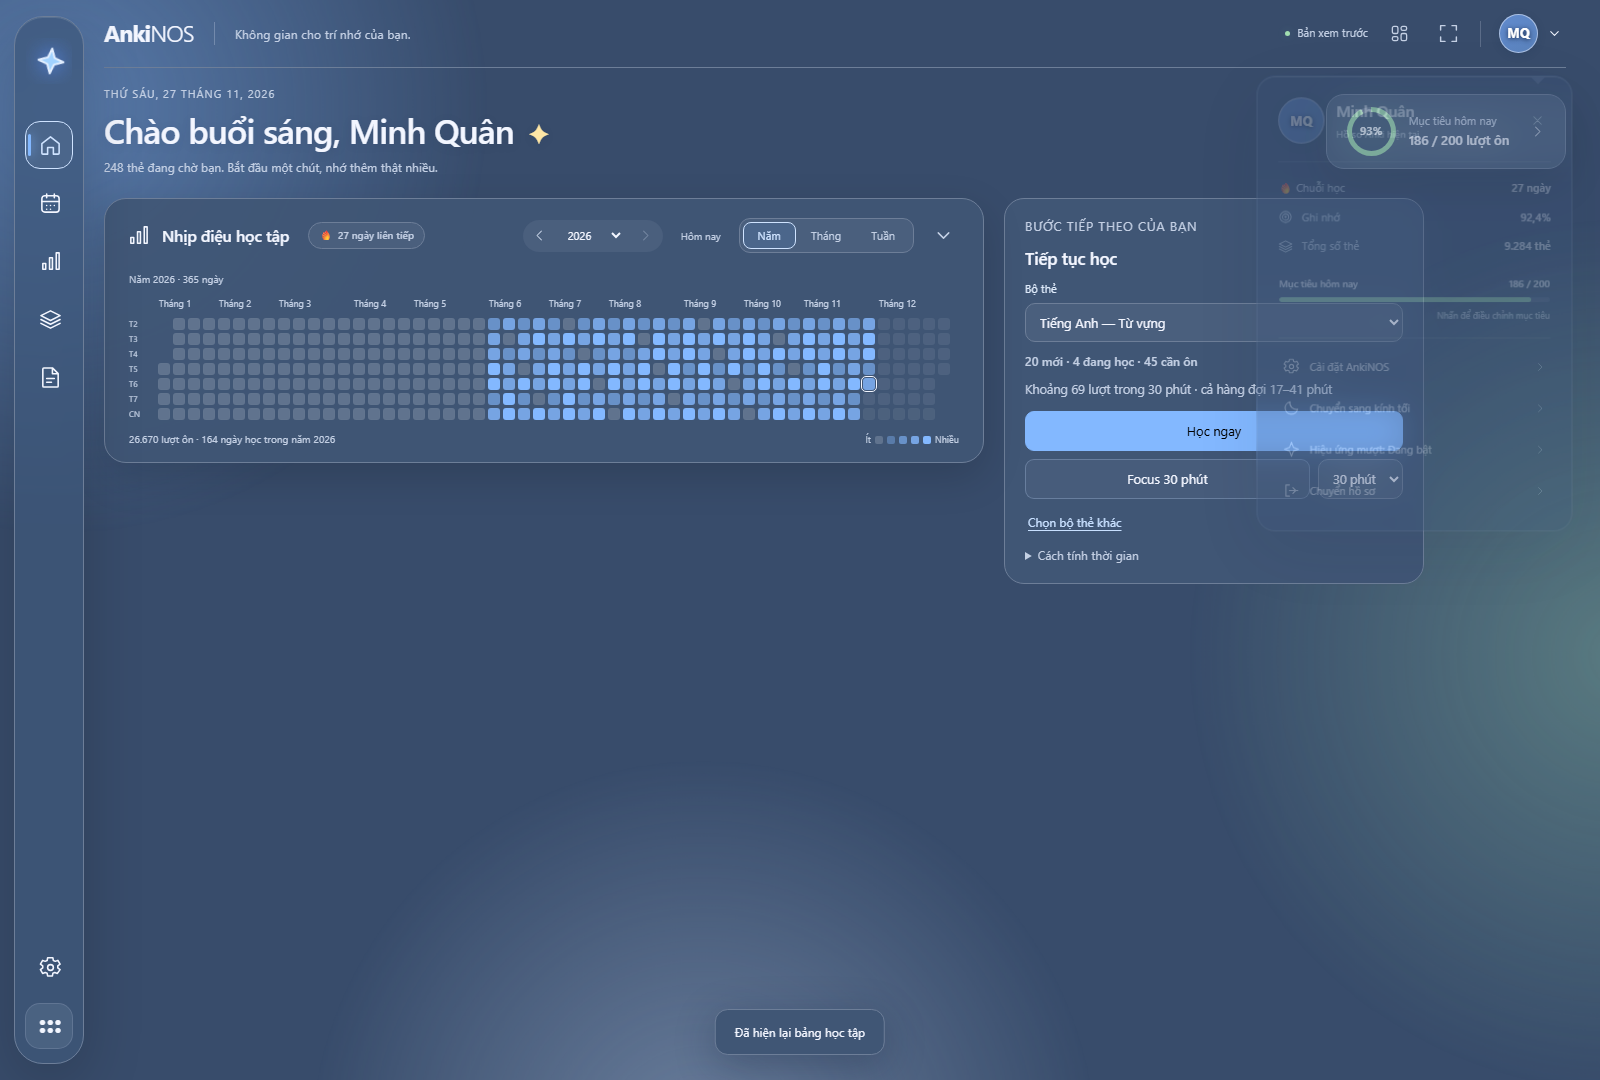 AnkiNOS
Không gian cho trí nhớ của bạn.
Bản xem trước
MQ
THỨ SÁU, 27 THÁNG 11, 2026
Chào buổi sáng, Minh Quân
248 thẻ đang chờ bạn. Bắt đầu một chút, nhớ thêm thật nhiều.
MQ
Minh Quân
93%
Mục tiêu hôm nay
186 / 200 lượt ôn
Chuỗi học
27 ngày
Ghi nhớ
92,4%
Tổng số thẻ
9.284 thẻ
Mục tiêu hôm nay
186 / 200
Nhấn để điều chỉnh mục tiêu
Cài đặt AnkiNOS
Chuyển sang kính tối
Hiệu ứng mượt: Đang bật
Chuyển hồ sơ
Nhịp điệu học tập
27 ngày liên tiếp
2026
Hôm nay
Năm
Tháng
Tuần
Năm 2026 · 365 ngày
Tháng 1 Tháng 2 Tháng 3 Tháng 4 Tháng 5 Tháng 6 Tháng 7 Tháng 8 Tháng 9 Tháng 10 Tháng 11 Tháng 12
T2
T3
T4
T5
T6
T7
CN
26.670 lượt ôn · 164 ngày học trong năm 2026
Ít
Nhiều
BƯỚC TIẾP THEO CỦA BẠN
Tiếp tục học
Bộ thẻ
Tiếng Anh — Từ vựng
20 mới · 4 đang học · 45 cần ôn
Khoảng 69 lượt trong 30 phút · cả hàng đợi 17–41 phút
Học ngay
Focus 30 phút
30 phút
Chọn bộ thẻ khác
Cách tính thời gian
Đã hiện lại bảng học tập